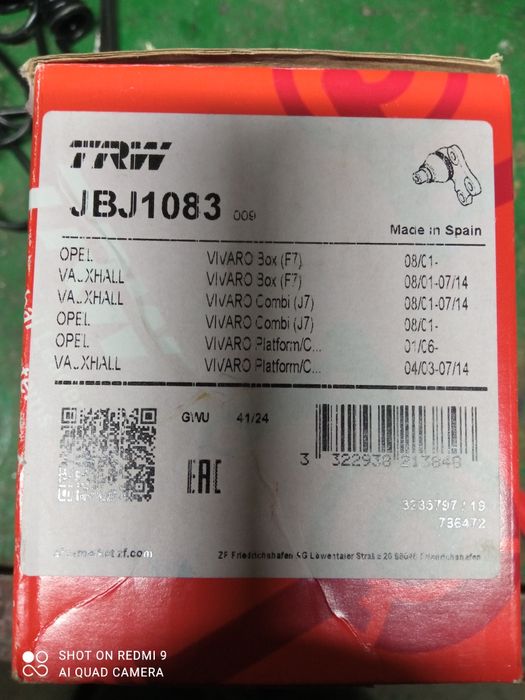 TRW
JBJ1083 009
Made in Spain
OPEL VIVARO Box (F7) 08/01-
VAUXHALL VIVARO Box (F7) 08/01-07/14
VAUXHALL VIVARO Combi (J7) 08/01-07/14
OPEL VIVARO Combi (J7) 08/01-
OPEL VIVARO Platform/C... 01/06-
VAUXHALL VIVARO Platform/C... 04/03-07/14
GWU 41/24
EAC
3 322938 213848
786472
ZF Friedrichshafen AG Löwentaler Straße 20 88046 Friedrichshafen
SHOT ON REDMI 9
AI QUAD CAMERA